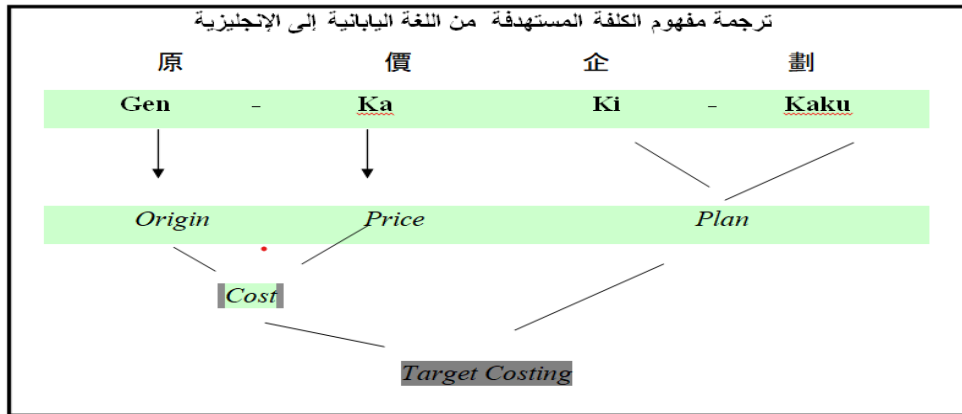 ترجمة مفهوم الكلفة المستهدفة من اللغة اليابانية إلى الإنجليزية
原 價 企 劃
Gen - Ka Ki - Kaku
Origin Price Plan
Cost
Target Costing